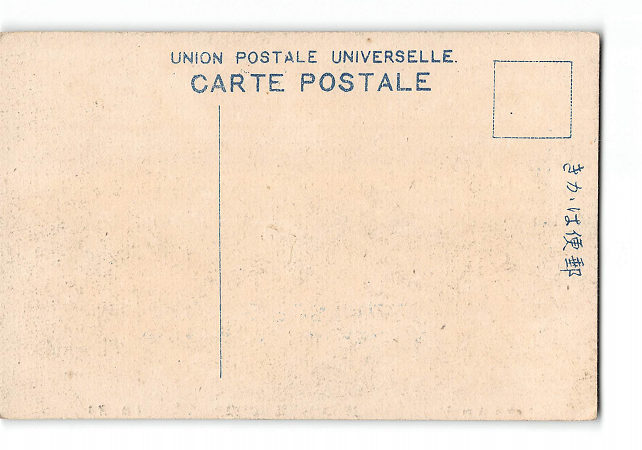 UNION POSTALE UNIVERSELLE.
CARTE POSTALE
きかは便郵